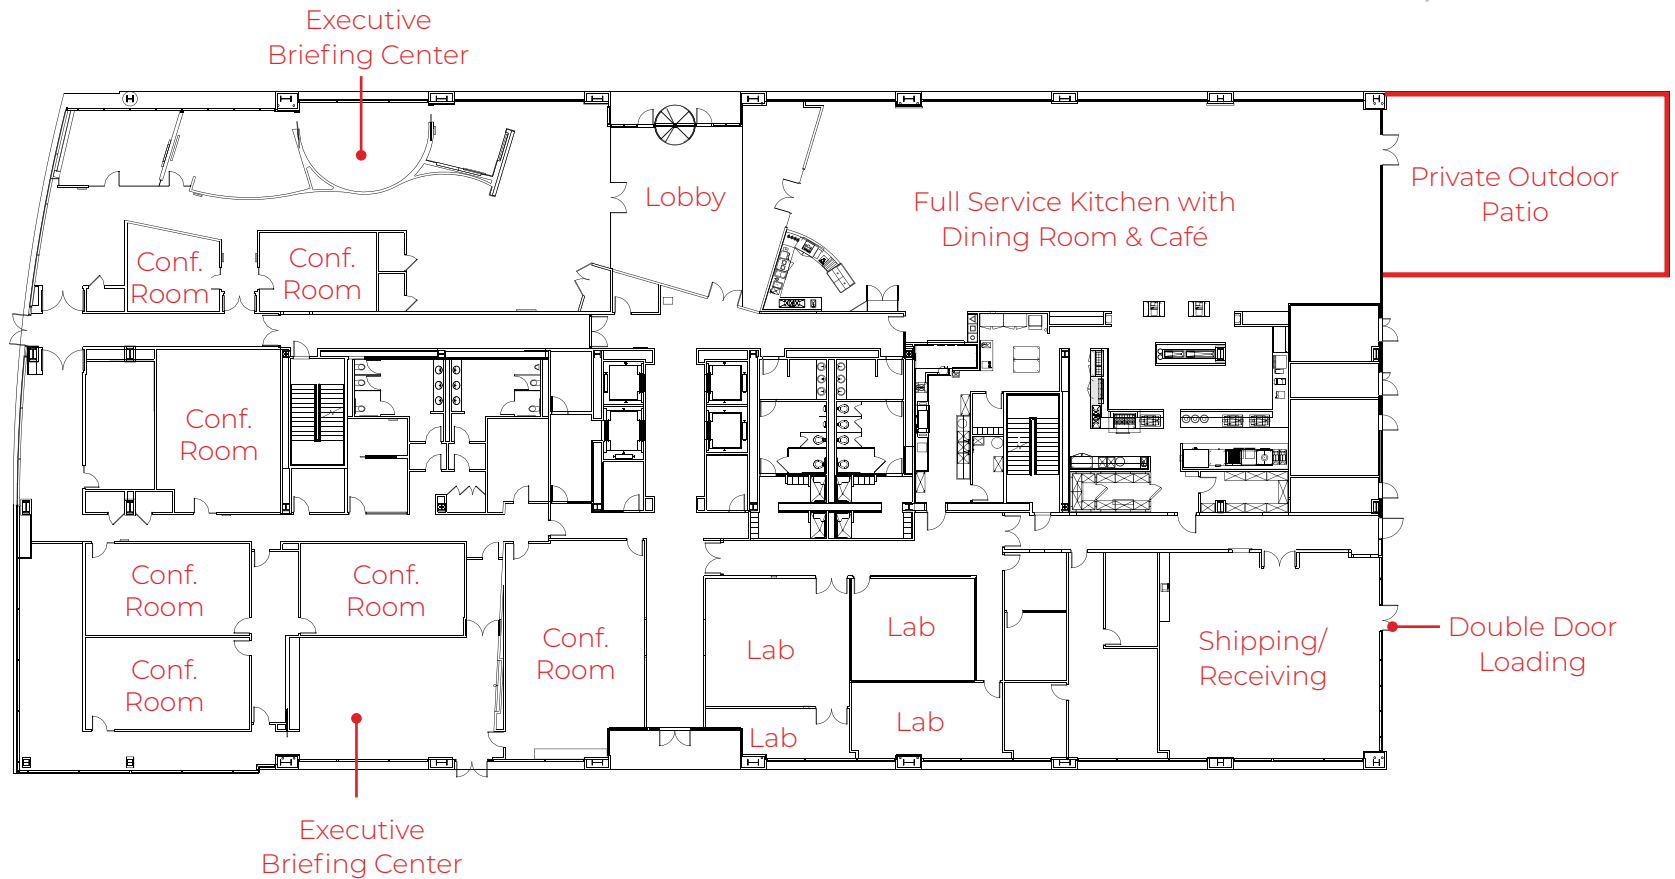 Executive
Briefing Center
Lobby
Full Service Kitchen with
Dining Room & Café
Private Outdoor
Patio
Conf.
Room
Conf.
Room
Conf.
Room
Conf.
Room
Conf.
Room
Conf.
Room
Conf.
Room
Lab
Lab
Lab
Lab
Shipping/
Receiving
Double Door
Loading
Executive
Briefing Center